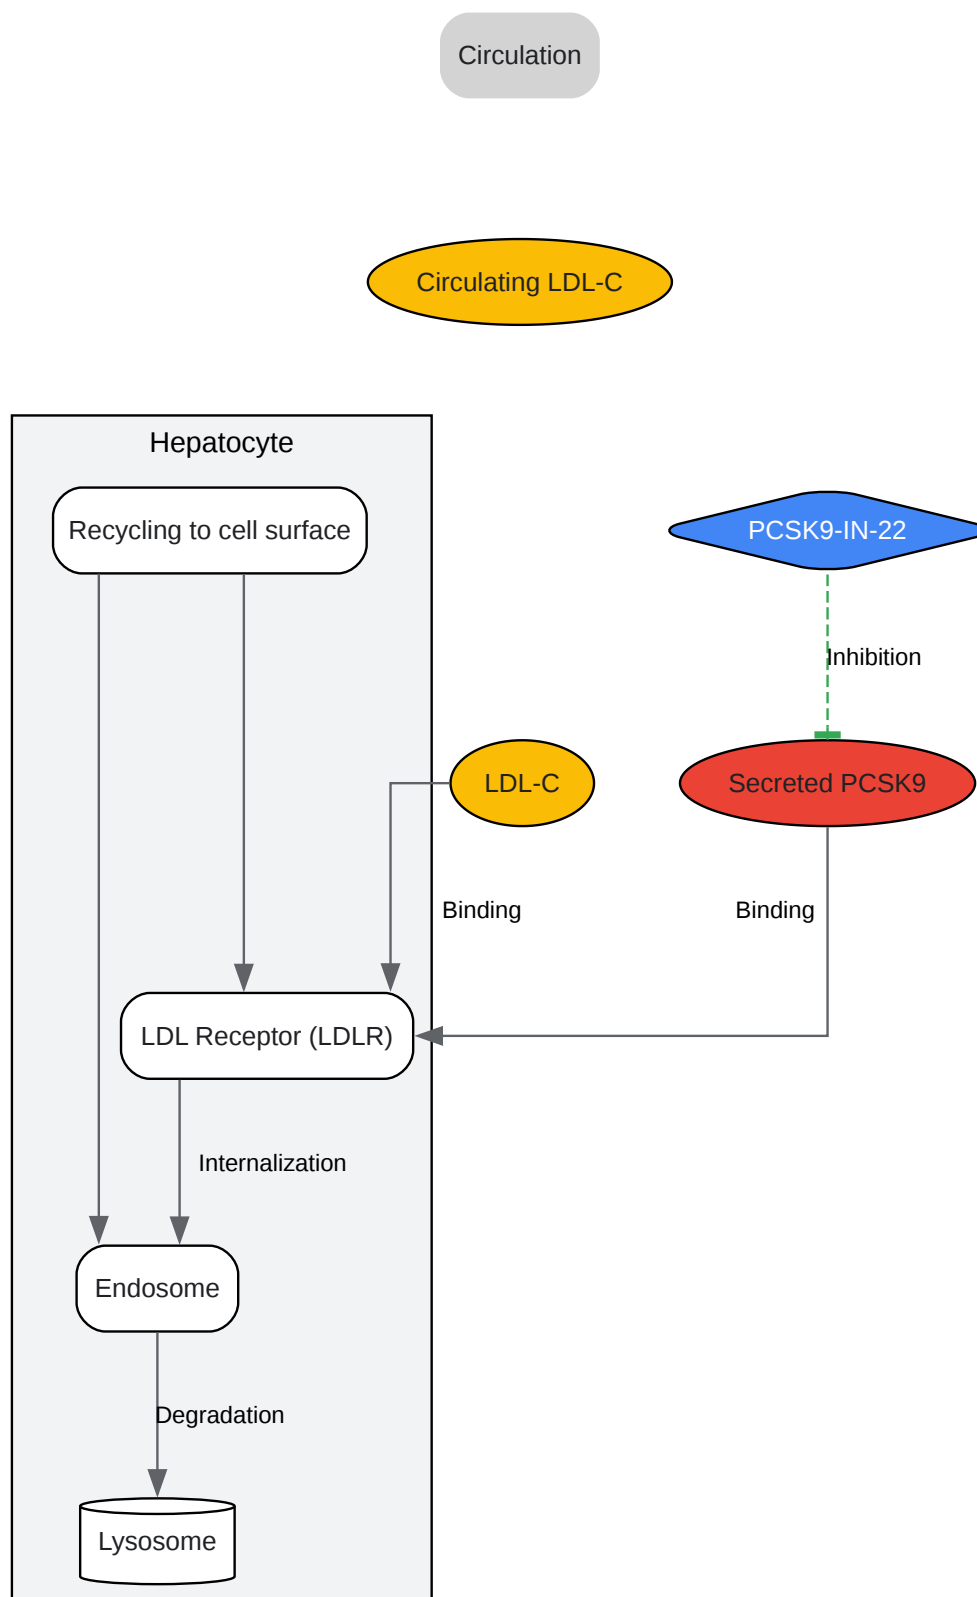 Circulation
Circulating LDL-C
Hepatocyte
Recycling to cell surface
PCSK9-IN-22
Inhibition
LDL-C
Secreted PCSK9
Binding
Binding
LDL Receptor (LDLR)
Internalization
Endosome
Degradation
Lysosome